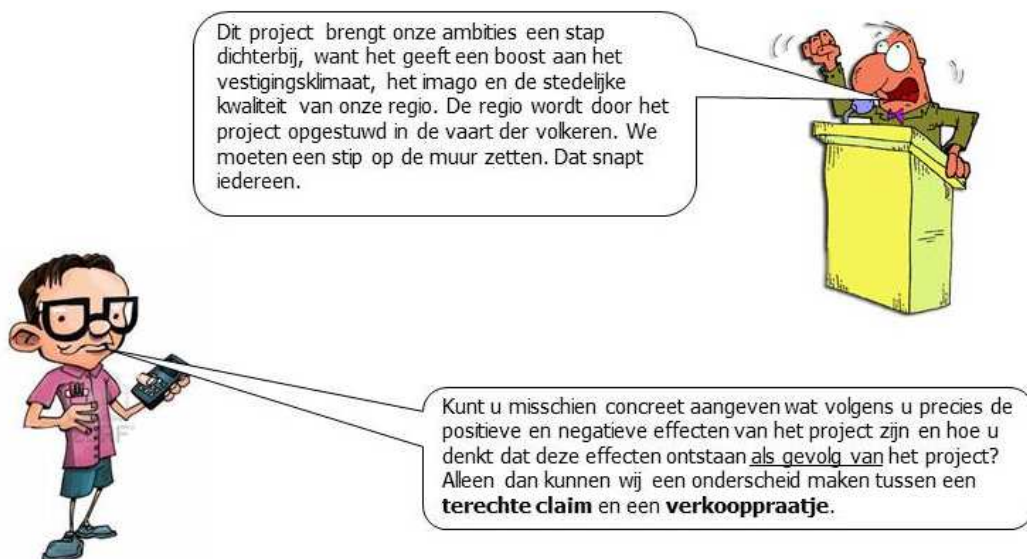 Dit project brengt onze ambities een stap
dichterbij, want het geeft een boost aan het
vestigingsklimaat, het imago en de stedelijke
kwaliteit van onze regio. De regio wordt door het
project opgestuwd in de vaart der volkeren. We
moeten een stip op de muur zetten. Dat snapt
iedereen.
Kunt u misschien concreet aangeven wat volgens u precies de
positieve en negatieve effecten van het project zijn en hoe u
denkt dat deze effecten ontstaan als gevolg van het project?
Alleen dan kunnen wij een onderscheid maken tussen een
terechte claim en een verkooppraatje.